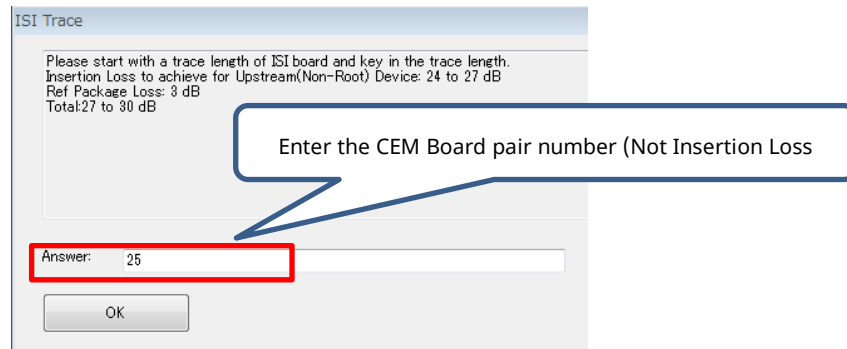 ISI Trace
Please start with a trace length of ISI board and key in the trace length.
Insertion Loss to achieve for Upstream(Non-Root) Device: 24 to 27 dB
Ref Package Loss: 3 dB
Total:27 to 30 dB
Enter the CEM Board pair number (Not Insertion Loss
Answer: 25
OK